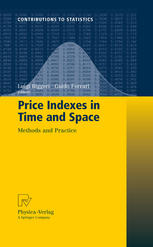 CONTRIBUTIONS TO STATISTICS
Luigi Biggeri · Guido Ferrari
Editors
Price Indexes in
Time and Space
Methods and Practice
Physica-Verlag
A Springer Company